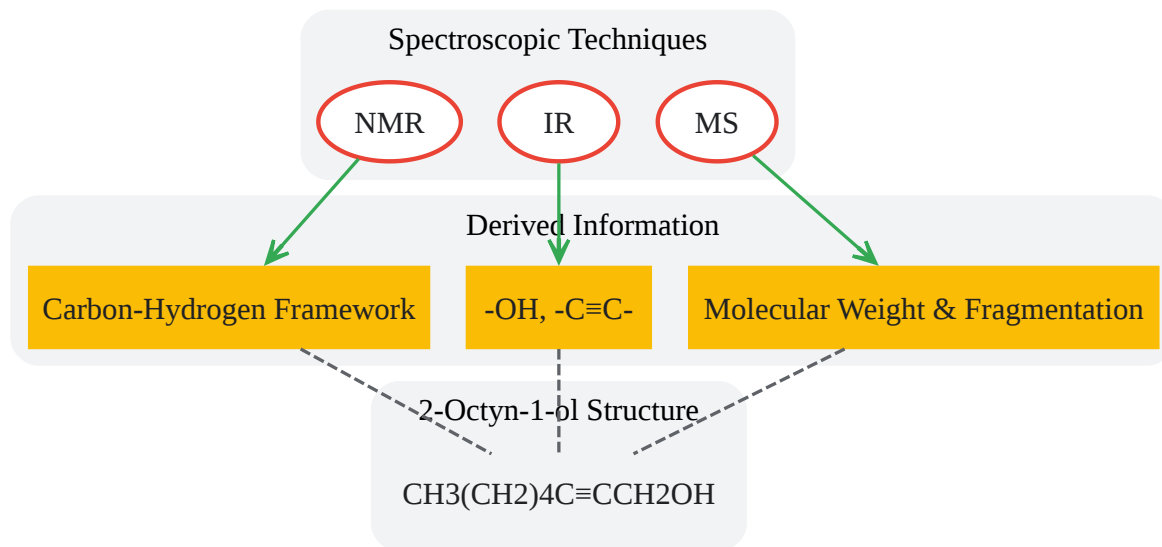 Spectroscopic Techniques
NMR
IR
MS
Derived Information
Carbon-Hydrogen Framework
-OH, -C≡C-
Molecular Weight & Fragmentation
2-Octyn-1-ol Structure
CH3(CH2)4C≡CCH2OH